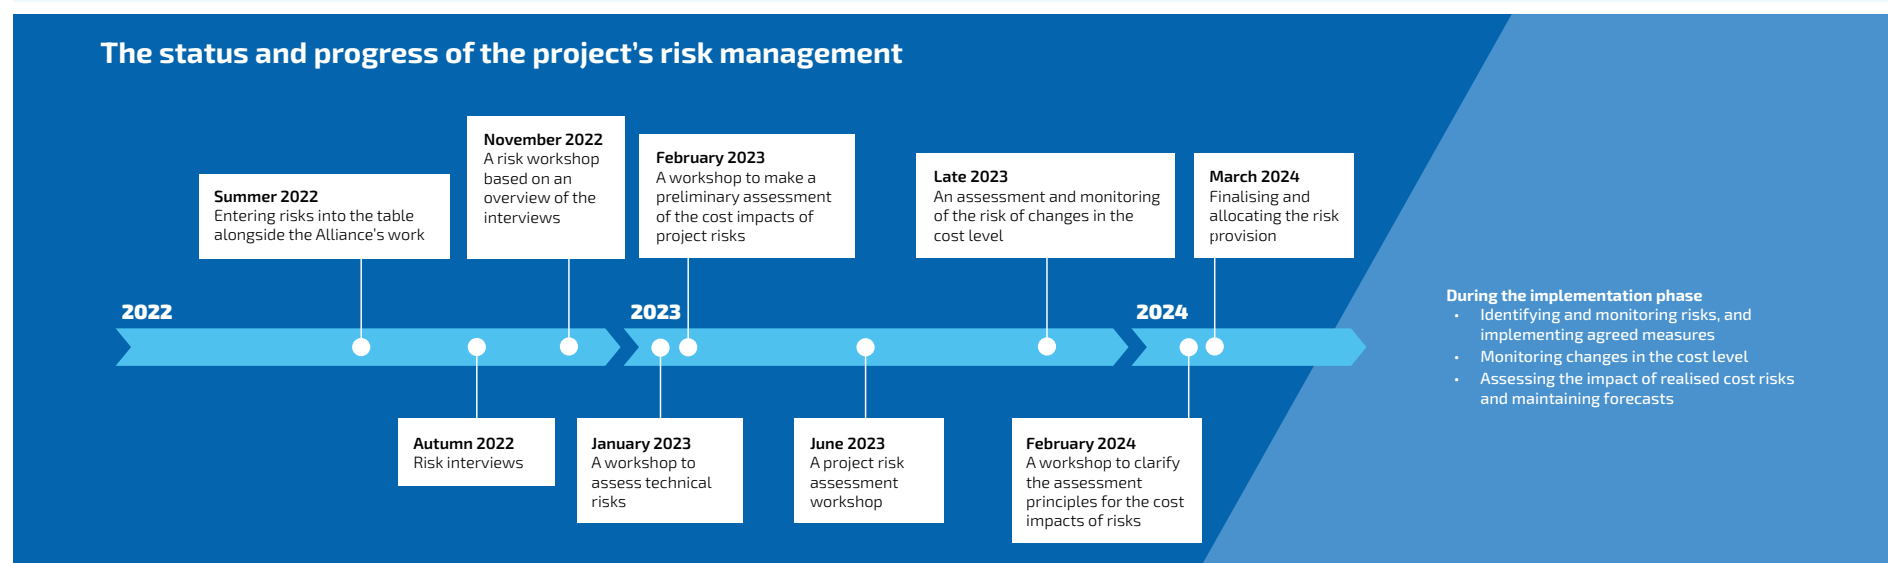 The status and progress of the project's risk management
Summer 2022
Entering risks into the table
alongside the Alliance's work
November 2022
A risk workshop
based on an
overview of the
interviews
February 2023
A workshop to make a
preliminary assessment
of the cost impacts of
project risks
Late 2023
An assessment and monitoring
of the risk of changes in the
cost level
March 2024
Finalising and
allocating the risk
provision
2022
2023
2024
Autumn 2022
Risk interviews
January 2023
A workshop to
assess technical
risks
June 2023
A project risk
assessment
workshop
February 2024
A workshop to clarify
the assessment
principles for the cost
impacts of risks
During the implementation phase
• Identifying and monitoring risks, and
implementing agreed measures
• Monitoring changes in the cost level
• Assessing the impact of realised cost risks
and maintaining forecasts